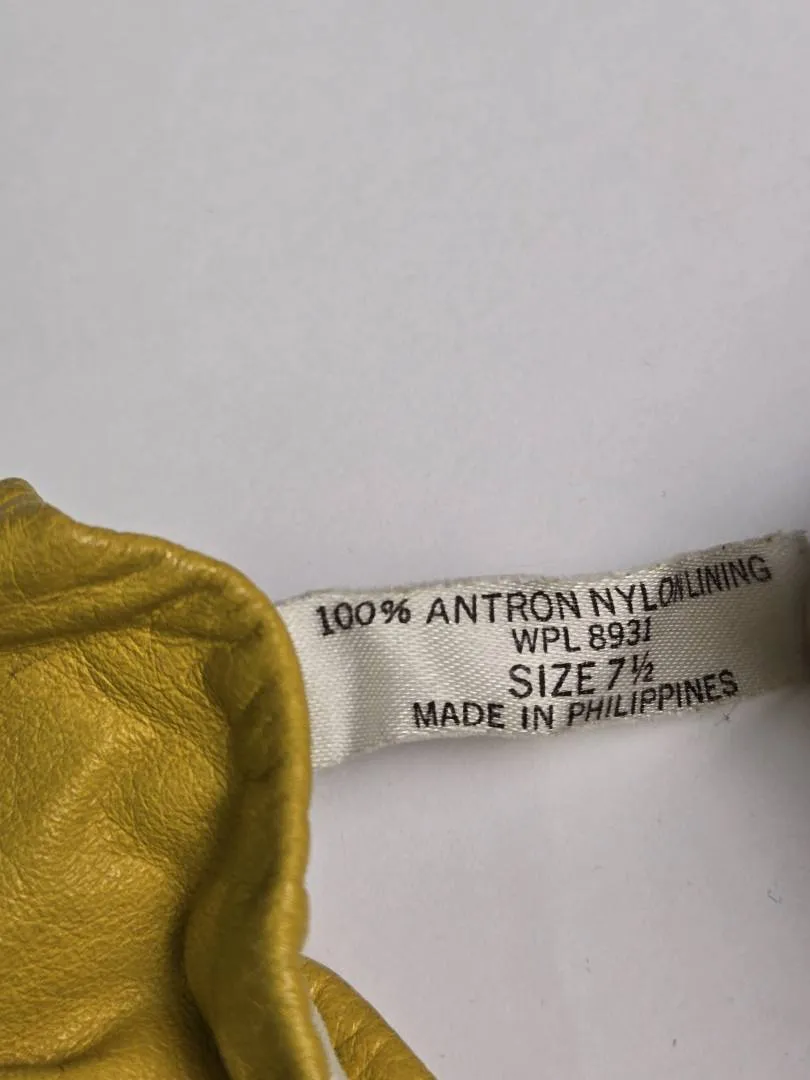 100% ANTRON NYLON LINING
WPL 8931
SIZE 7½
MADE IN PHILIPPINES